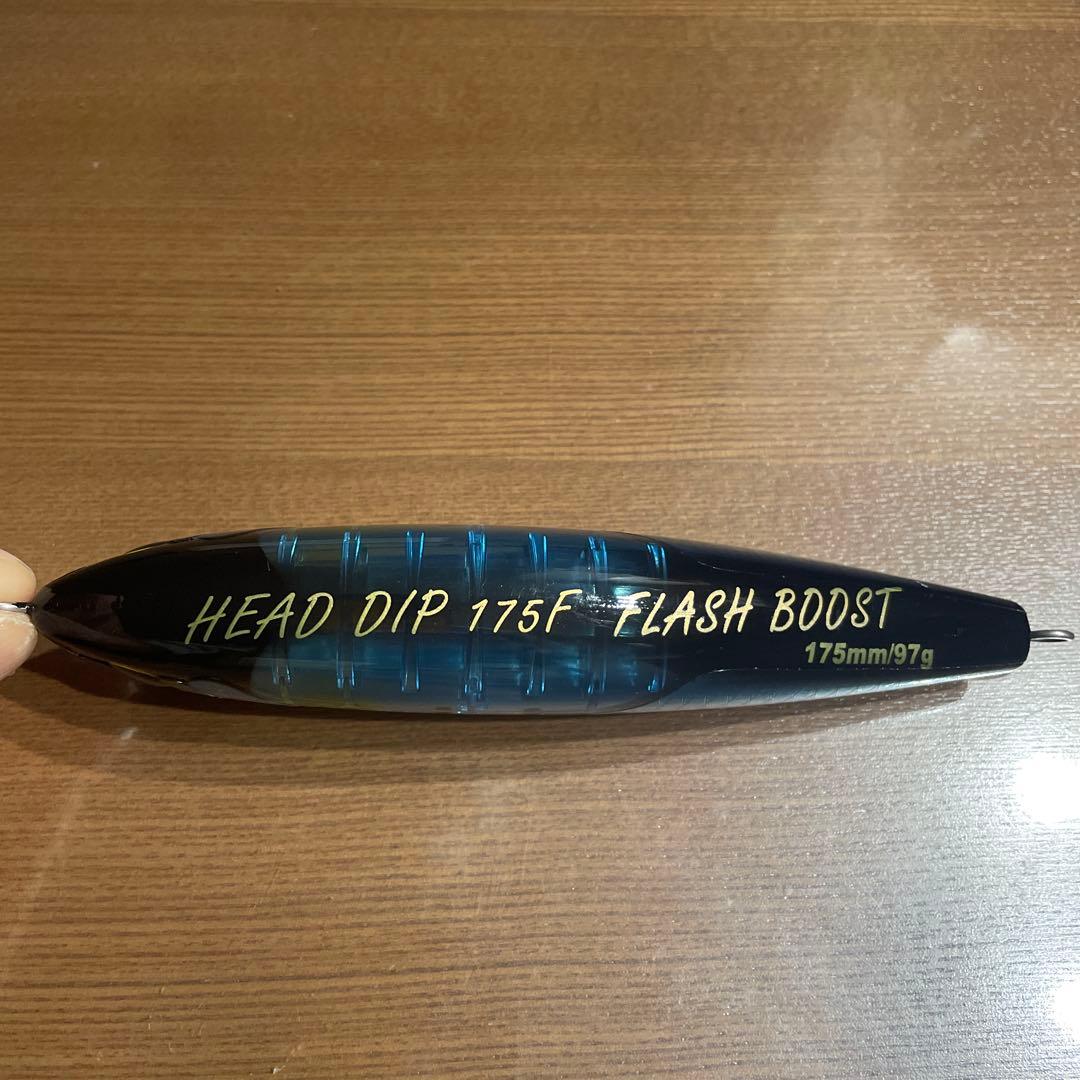 HEAD DIP 175F FLASH BOOST
175mm/97g